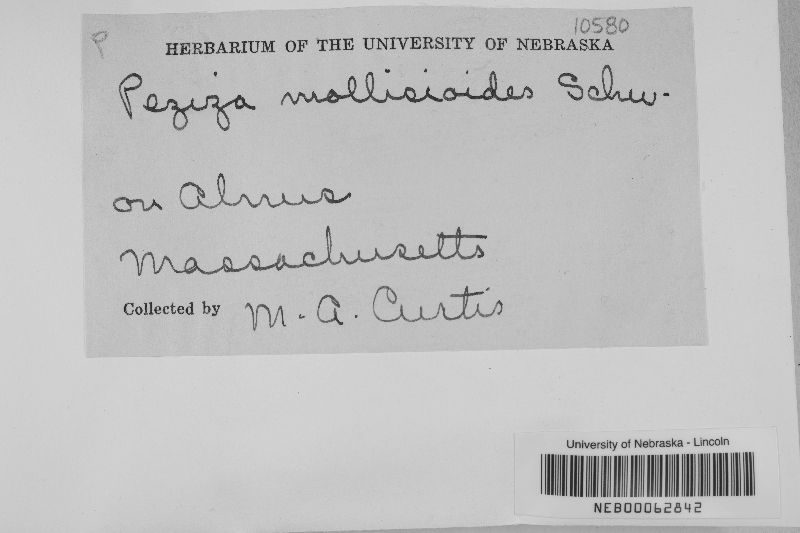 P
10580
HERBARIUM OF THE UNIVERSITY OF NEBRASKA
Peziza mollisioides Schw.
on Alnus
Massachusetts
Collected by M. A. Curtis
University of Nebraska - Lincoln
NEB00062842